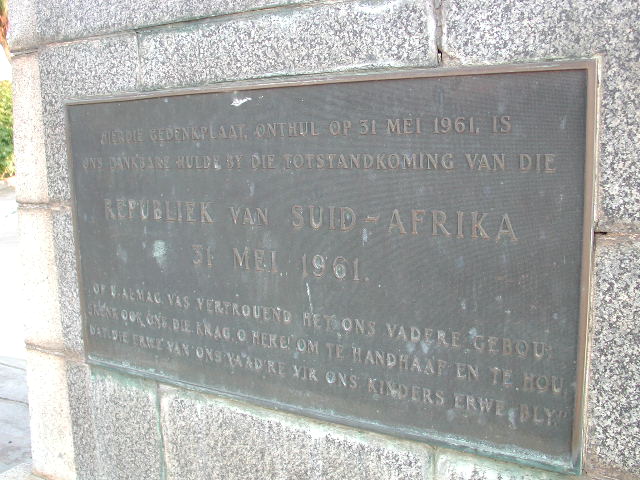 HIERDIE GEDENKPLAAT, ONTHUL OP 31 MEI 1961, IS
ONS DANKBARE HULDE BY DIE TOTSTANDKOMING VAN DIE
REPUBLIEK VAN SUID-AFRIKA
31 MEI 1961.
OP U ALMAG VAS VERTROUEND HET ONS VADERE GEBOU:
SKENK OOK ONS DIE KRAG, O HERE! OM TE HANDHAAF EN TE HOU
DAT DIE ERWE VAN ONS VAAD'RE VIR ONS KINDERS ERWE BLY: